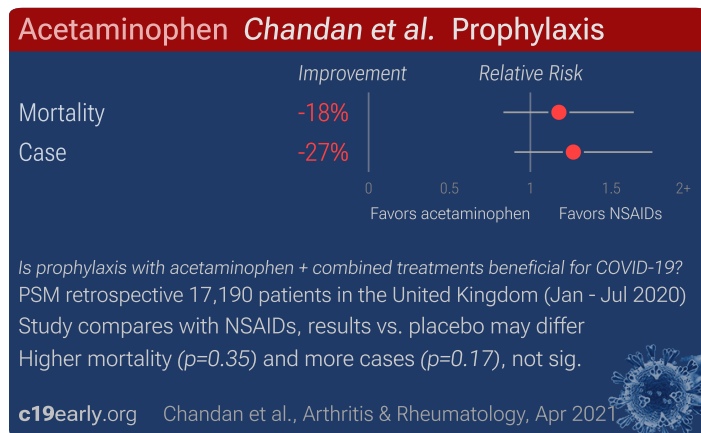 Acetaminophen Chandan et al. Prophylaxis
Improvement Relative Risk
Mortality -18%
Case -27%
0 0.5 1 1.5 2+
Favors acetaminophen Favors NSAIDs
Is prophylaxis with acetaminophen + combined treatments beneficial for COVID-19?
PSM retrospective 17,190 patients in the United Kingdom (Jan - Jul 2020)
Study compares with NSAIDs, results vs. placebo may differ
Higher mortality (p=0.35) and more cases (p=0.17), not sig.
c19early.org Chandan et al., Arthritis & Rheumatology, Apr 2021